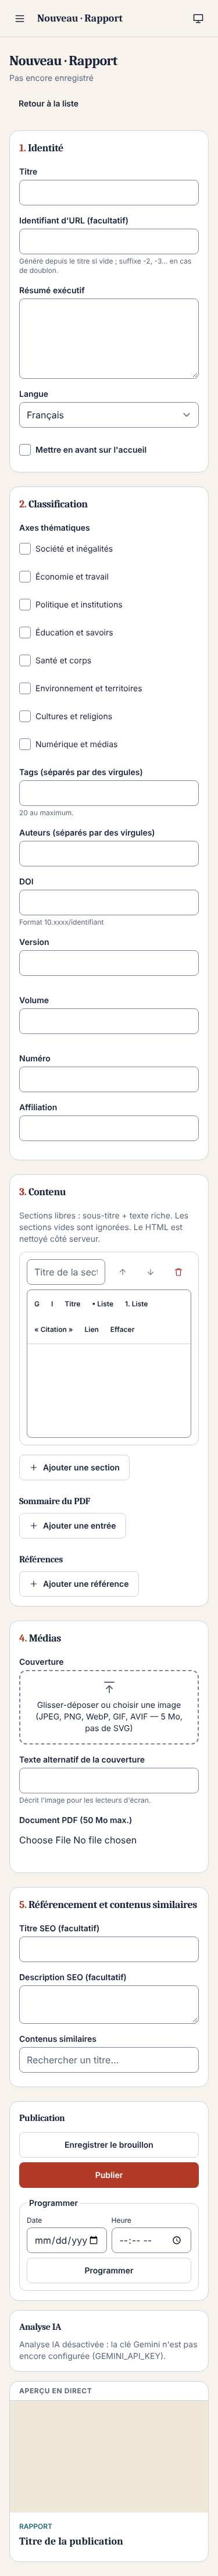 Nouveau · Rapport
Nouveau · Rapport
Pas encore enregistré
Retour à la liste
1. Identité
Titre
Identifiant d'URL (facultatif)
Généré depuis le titre si vide ; suffixe -2, -3… en cas
de doublon.
Résumé exécutif
Langue
Français
Mettre en avant sur l'accueil
2. Classification
Axes thématiques
Société et inégalités
Économie et travail
Politique et institutions
Éducation et savoirs
Santé et corps
Environnement et territoires
Cultures et religions
Numérique et médias
Tags (séparés par des virgules)
20 au maximum.
Auteurs (séparés par des virgules)
DOI
Format 10.xxxx/identifiant
Version
Volume
Numéro
Affiliation
3. Contenu
Sections libres : sous-titre + texte riche. Les
sections vides sont ignorées. Le HTML est
nettoyé côté serveur.
Titre de la sect
G I Titre • Liste 1. Liste
« Citation » Lien Effacer
Ajouter une section
Sommaire du PDF
Ajouter une entrée
Références
Ajouter une référence
4. Médias
Couverture
Glisser-déposer ou choisir une image
(JPEG, PNG, WebP, GIF, AVIF — 5 Mo,
pas de SVG)
Texte alternatif de la couverture
Décrit l'image pour les lecteurs d'écran.
Document PDF (50 Mo max.)
Choose File No file chosen
5. Référencement et contenus similaires
Titre SEO (facultatif)
Description SEO (facultatif)
Contenus similaires
Rechercher un titre…
Publication
Enregistrer le brouillon
Publier
Programmer
Date Heure
mm/dd/yyyy --:-- --
Programmer
Analyse IA
Analyse IA désactivée : la clé Gemini n'est pas
encore configurée (GEMINI_API_KEY).
APERÇU EN DIRECT
RAPPORT
Titre de la publication